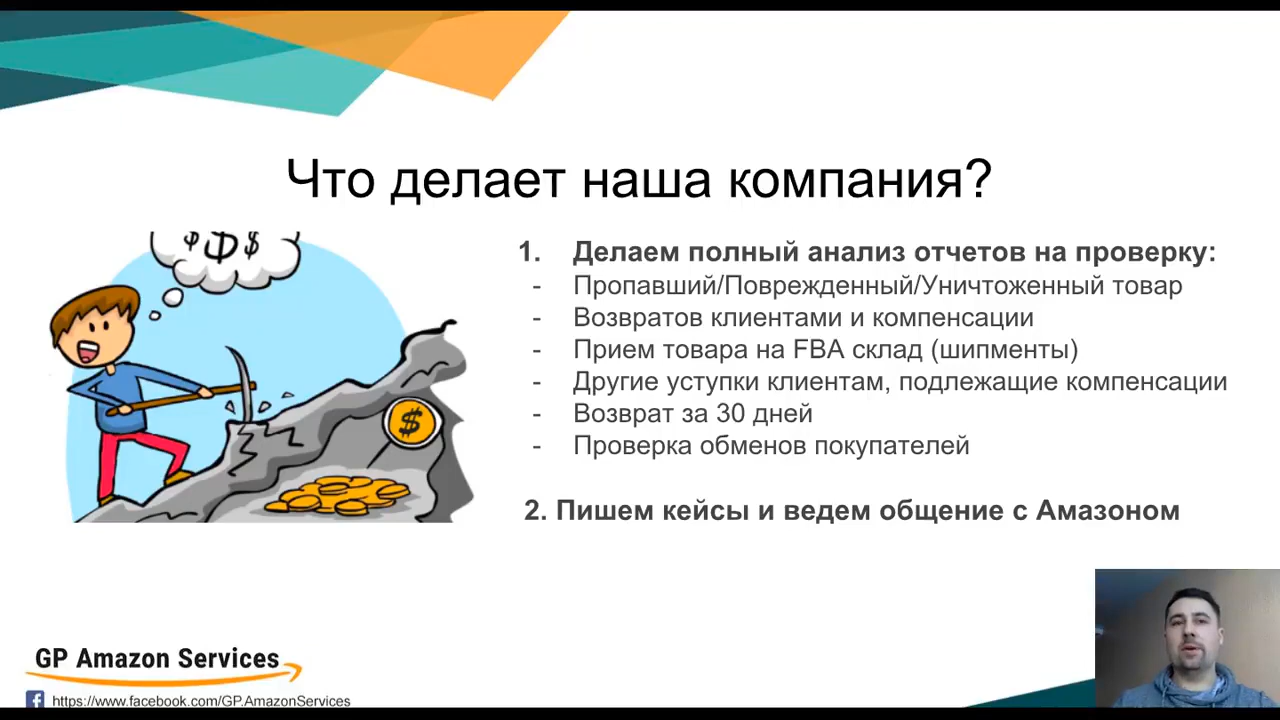 Что делает наша компания?
$ $ $
1. Делаем полный анализ отчетов на проверку:
- Пропавший/Поврежденный/Уничтоженный товар
- Возвратов клиентами и компенсации
- Прием товара на FBA склад (шипменты)
- Другие уступки клиентам, подлежащие компенсации
- Возврат за 30 дней
- Проверка обменов покупателей
$
2. Пишем кейсы и ведем общение с Амазоном
GP Amazon Services
https://www.facebook.com/GP.AmazonServices